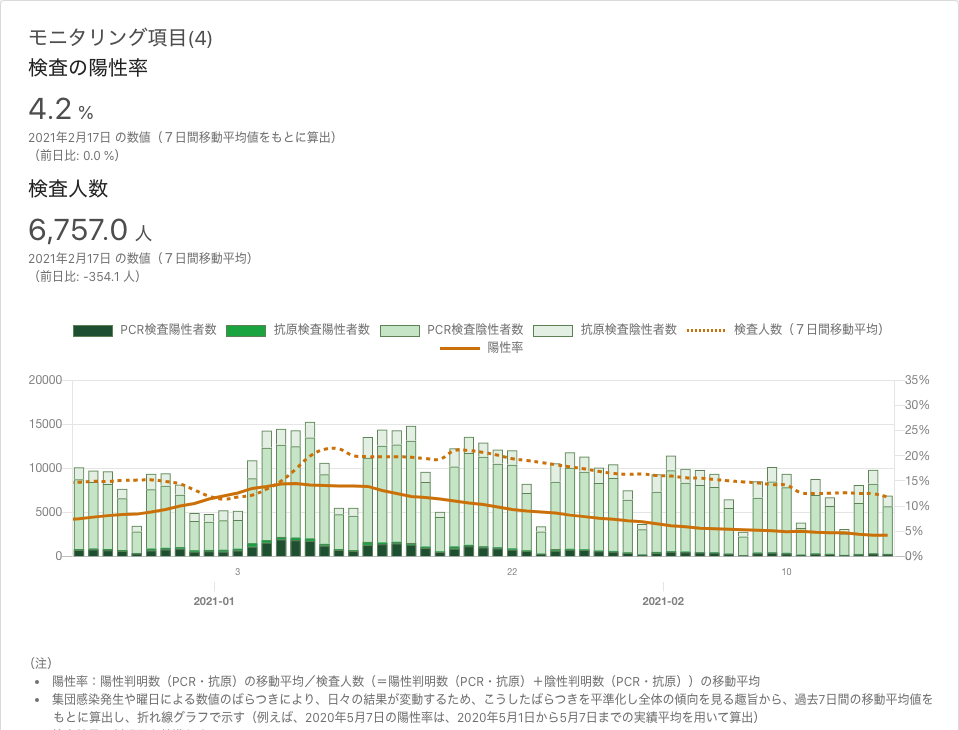 モニタリング項目(4)
検査の陽性率
4.2 %
2021年2月17日 の数値（７日間移動平均値をもとに算出）
（前日比: 0.0 %）
検査人数
6,757.0 人
2021年2月17日 の数値（７日間移動平均）
（前日比: -354.1 人）
PCR検査陽性者数 抗原検査陽性者数 PCR検査陰性者数 抗原検査陰性者数 検査人数（７日間移動平均）
陽性率
20000 35%
30%
15000 25%
20%
10000 15%
5000 10%
5%
0 0%
3 22 10
2021-01 2021-02
（注）
• 陽性率：陽性判明数（PCR・抗原）の移動平均／検査人数（＝陽性判明数（PCR・抗原）＋陰性判明数（PCR・抗原））の移動平均
• 集団感染発生や曜日による数値のばらつきにより、日々の結果が変動するため、こうしたばらつきを平準化し全体の傾向を見る趣旨から、過去7日間の移動平均値を
もとに算出し、折れ線グラフで示す（例えば、2020年5月7日の陽性率は、2020年5月1日から5月7日までの実績平均を用いて算出）